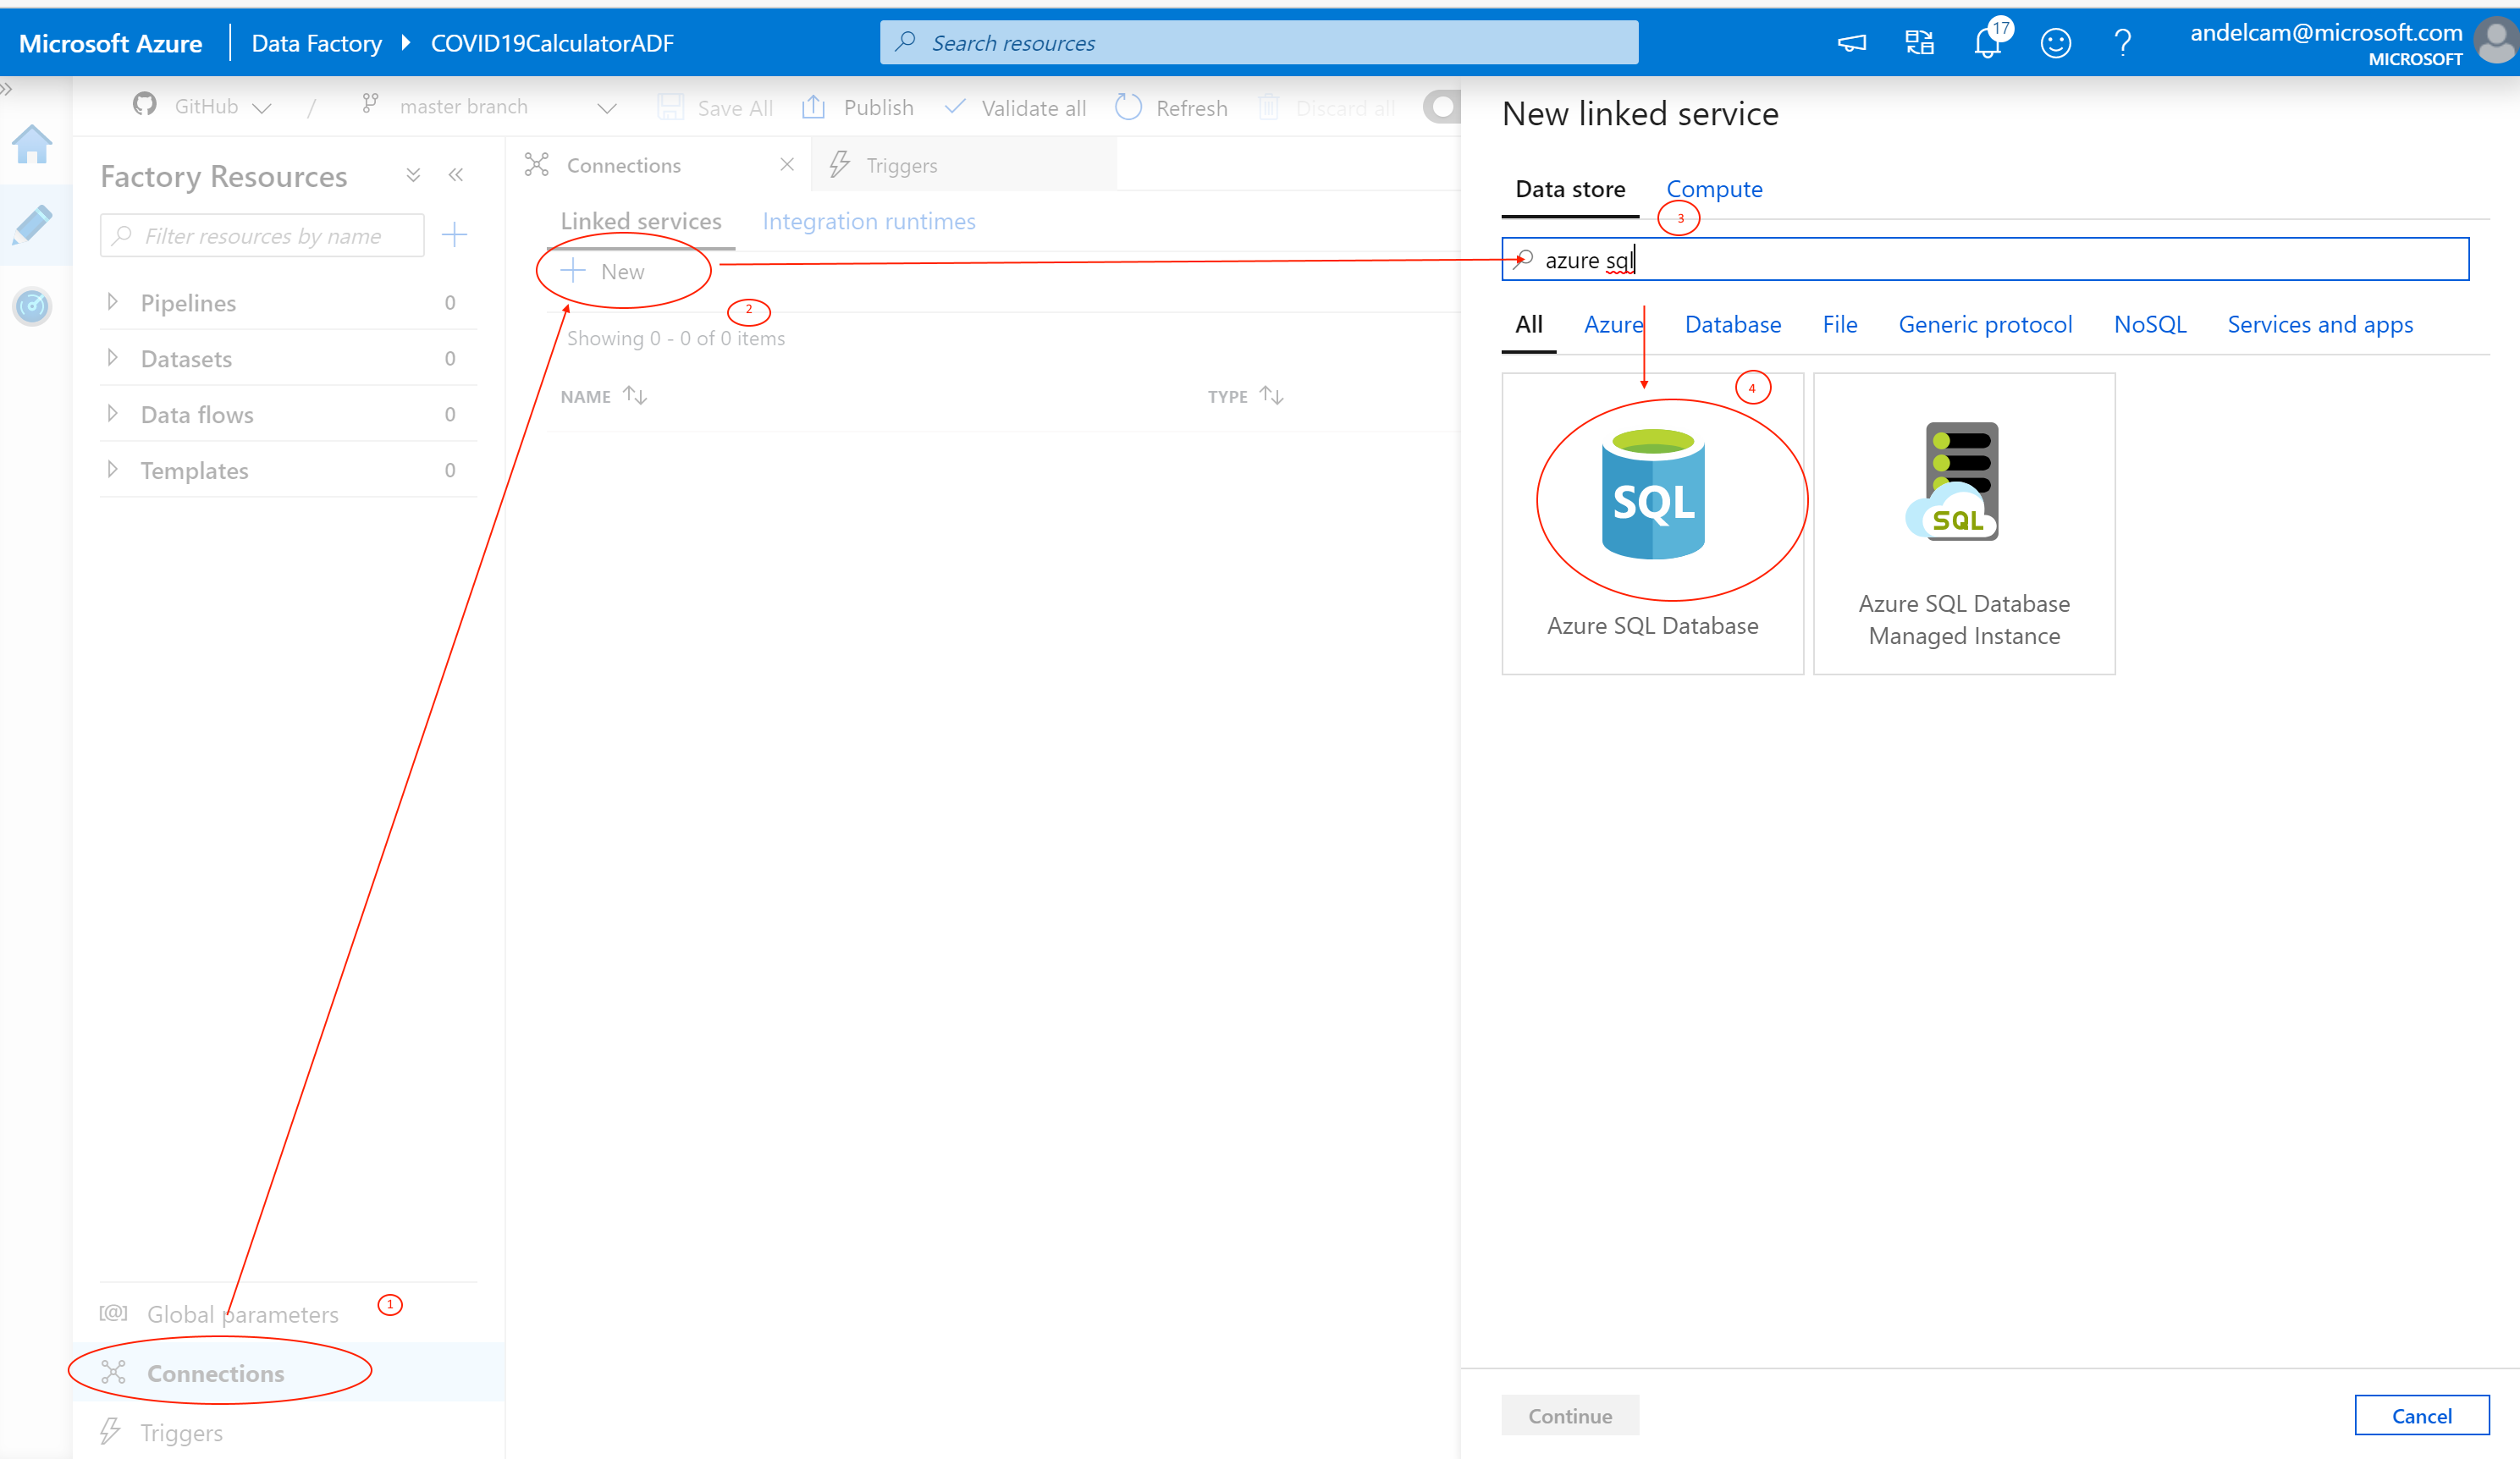 Microsoft Azure
Data Factory
COVID19CalculatorADF
Search resources
17
?
andelcam@microsoft.com
MICROSOFT
GitHub
/
master branch
Save All
Publish
Validate all
Refresh
Discard all
Factory Resources
Filter resources by name
Pipelines 0
Datasets 0
Data flows 0
Templates 0
[@] Global parameters
1
Connections
Triggers
Connections
Triggers
Linked services
Integration runtimes
New
2
Showing 0 - 0 of 0 items
NAME
TYPE
New linked service
Data store
Compute
3
azure sql
All
Azure
Database
File
Generic protocol
NoSQL
Services and apps
4
SQL
Azure SQL Database
SQL
Azure SQL Database
Managed Instance
Continue
Cancel